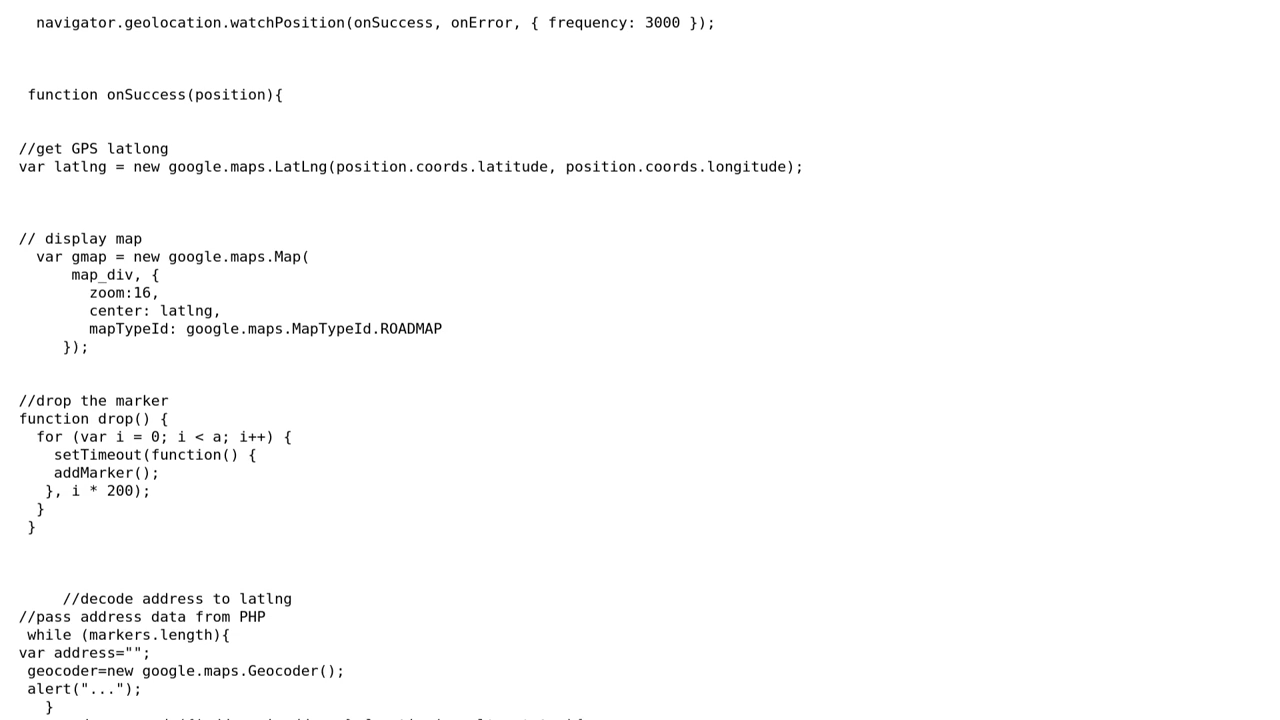 navigator.geolocation.watchPosition(onSuccess, onError, { frequency: 3000 });
function onSuccess(position){
//get GPS latlong
var latlng = new google.maps.LatLng(position.coords.latitude, position.coords.longitude);
// display map
var gmap = new google.maps.Map(
map_div, {
zoom:16,
center: latlng,
mapTypeId: google.maps.MapTypeId.ROADMAP
});
//drop the marker
function drop() {
for (var i = 0; i < a; i++) {
setTimeout(function() {
addMarker();
}, i * 200);
}
}
//decode address to latlng
//pass address data from PHP
while (markers.length){
var address="";
geocoder=new google.maps.Geocoder();
alert("...");
}